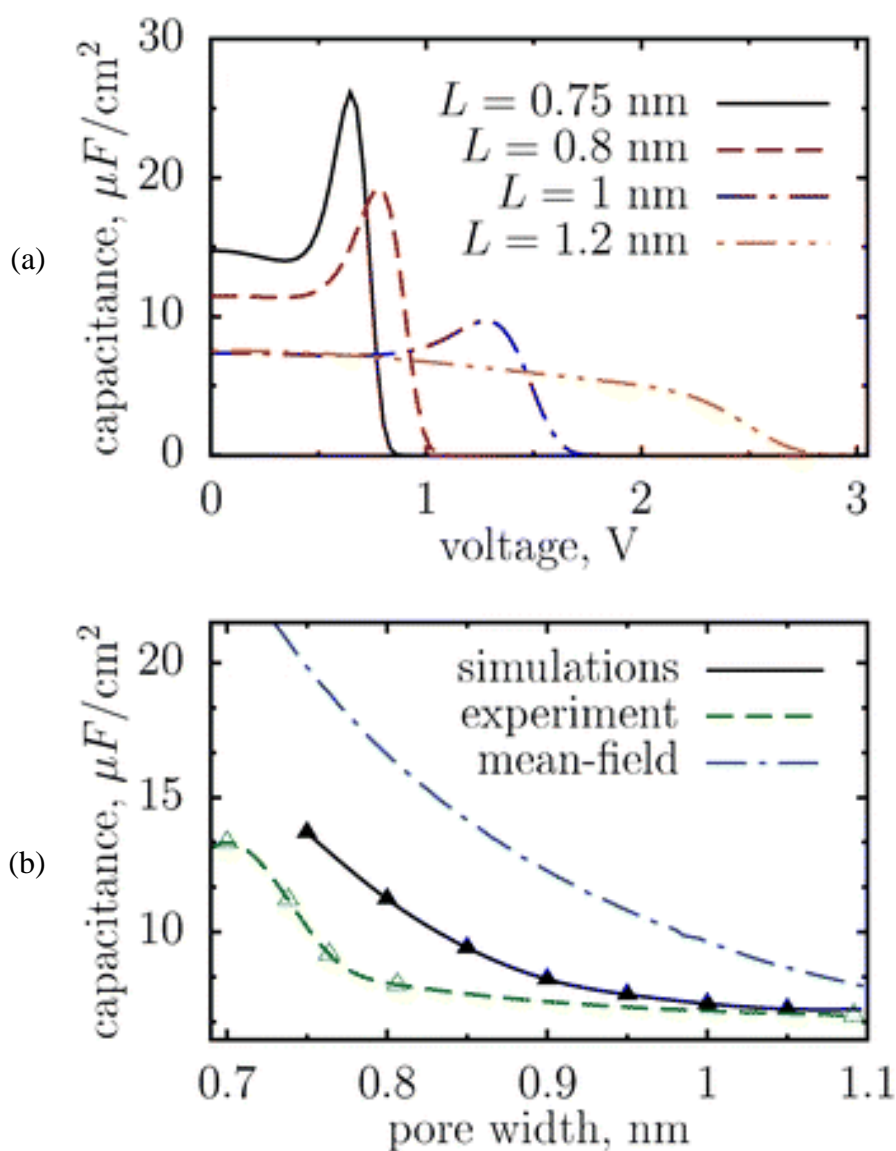 (a)
capacitance, μF/cm²
30
20
10
0
L = 0.75 nm
L = 0.8 nm
L = 1 nm
L = 1.2 nm
0 1 2 3
voltage, V
(b)
capacitance, μF/cm²
20
15
10
simulations
experiment
mean-field
0.7 0.8 0.9 1 1.1
pore width, nm